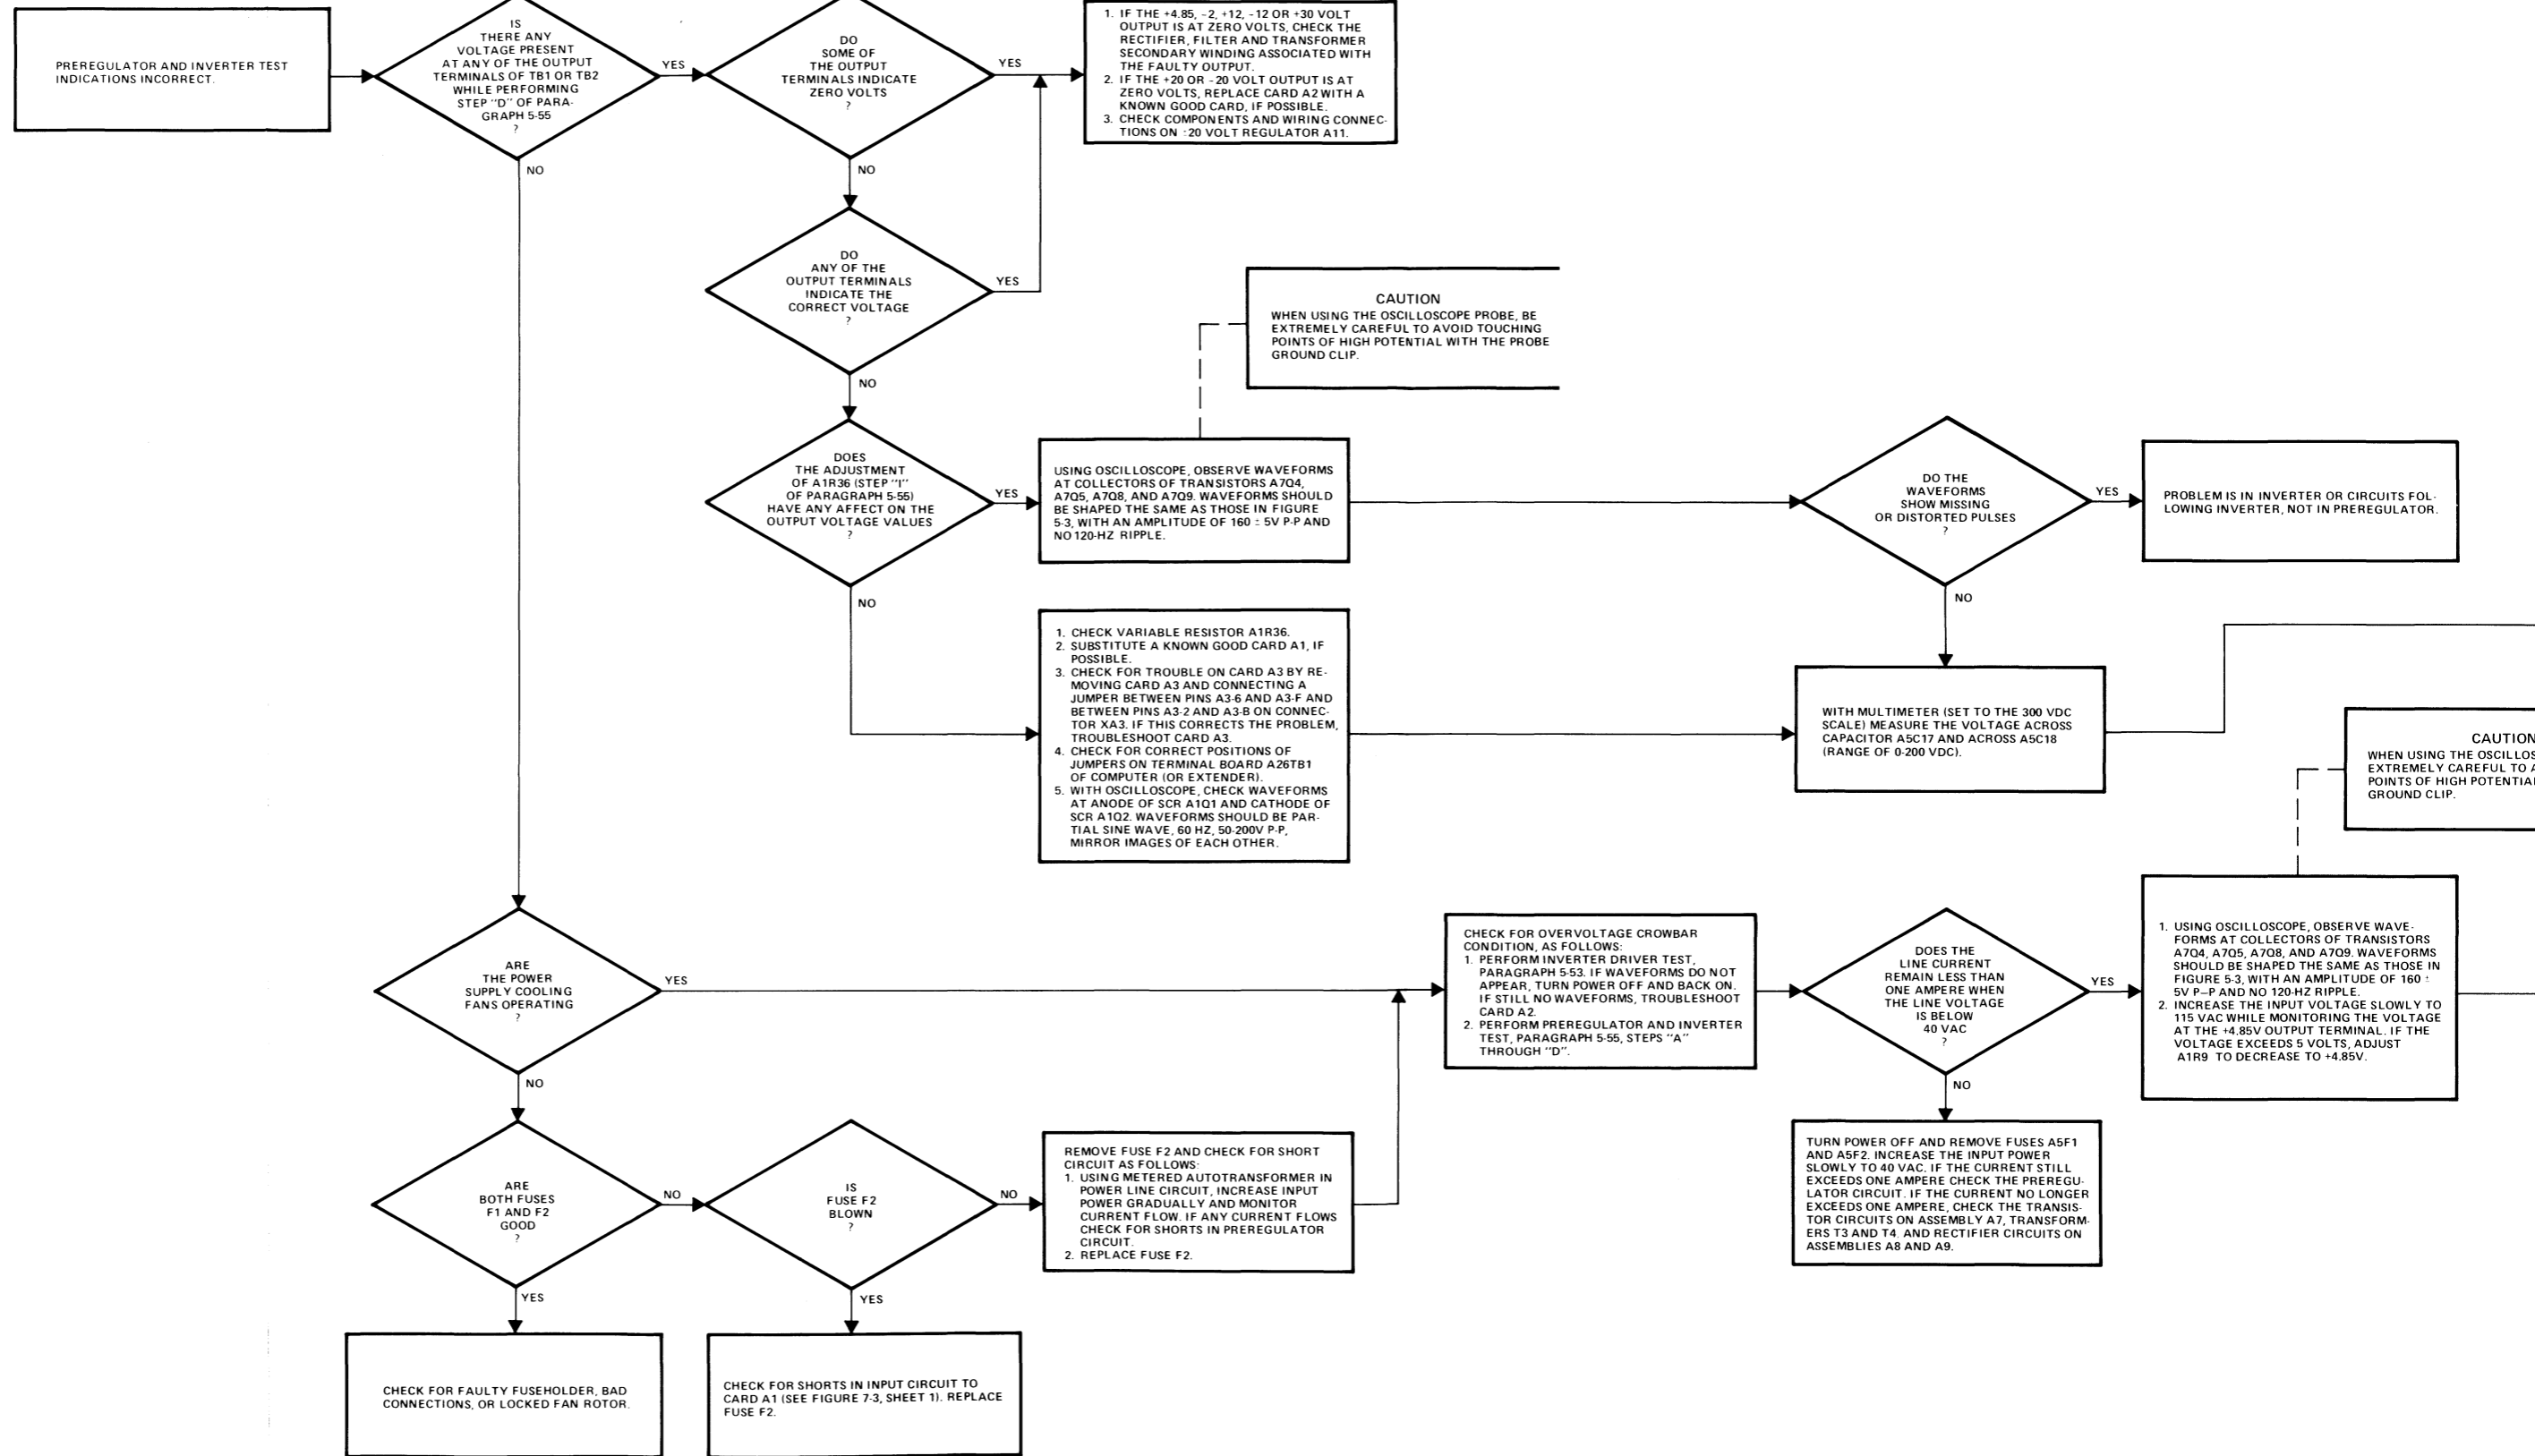 PREREGULATOR AND INVERTER TEST
INDICATIONS INCORRECT.
IS
THERE ANY
VOLTAGE PRESENT
AT ANY OF THE OUTPUT
TERMINALS OF TB1 OR TB2
WHILE PERFORMING
STEP "D" OF PARA-
GRAPH 5-55
?
YES
NO
DO
SOME OF
THE OUTPUT
TERMINALS INDICATE
ZERO VOLTS
?
YES
NO
1. IF THE +4.85, -2, +12, -12 OR +30 VOLT
OUTPUT IS AT ZERO VOLTS, CHECK THE
RECTIFIER, FILTER AND TRANSFORMER
SECONDARY WINDING ASSOCIATED WITH
THE FAULTY OUTPUT.
2. IF THE +20 OR -20 VOLT OUTPUT IS AT
ZERO VOLTS, REPLACE CARD A2 WITH A
KNOWN GOOD CARD, IF POSSIBLE.
3. CHECK COMPONENTS AND WIRING CONNEC-
TIONS ON ±20 VOLT REGULATOR A11.
DO
ANY OF THE
OUTPUT TERMINALS
INDICATE THE
CORRECT VOLTAGE
?
YES
NO
CAUTION
WHEN USING THE OSCILLOSCOPE PROBE, BE
EXTREMELY CAREFUL TO AVOID TOUCHING
POINTS OF HIGH POTENTIAL WITH THE PROBE
GROUND CLIP.
DOES
THE ADJUSTMENT
OF A1R36 (STEP "I"
OF PARAGRAPH 5-55)
HAVE ANY AFFECT ON THE
OUTPUT VOLTAGE VALUES
?
YES
NO
USING OSCILLOSCOPE, OBSERVE WAVEFORMS
AT COLLECTORS OF TRANSISTORS A7Q4,
A7Q5, A7Q8, AND A7Q9. WAVEFORMS SHOULD
BE SHAPED THE SAME AS THOSE IN FIGURE
5-3, WITH AN AMPLITUDE OF 160 ± 5V P-P AND
NO 120-HZ RIPPLE.
DO THE
WAVEFORMS
SHOW MISSING
OR DISTORTED PULSES
?
YES
NO
PROBLEM IS IN INVERTER OR CIRCUITS FOL-
LOWING INVERTER, NOT IN PREREGULATOR.
1. CHECK VARIABLE RESISTOR A1R36.
2. SUBSTITUTE A KNOWN GOOD CARD A1, IF
POSSIBLE.
3. CHECK FOR TROUBLE ON CARD A3 BY RE-
MOVING CARD A3 AND CONNECTING A
JUMPER BETWEEN PINS A3-6 AND A3-F AND
BETWEEN PINS A3-2 AND A3-B ON CONNEC-
TOR XA3. IF THIS CORRECTS THE PROBLEM,
TROUBLESHOOT CARD A3.
4. CHECK FOR CORRECT POSITIONS OF
JUMPERS ON TERMINAL BOARD A26TB1
OF COMPUTER (OR EXTENDER).
5. WITH OSCILLOSCOPE, CHECK WAVEFORMS
AT ANODE OF SCR A1Q1 AND CATHODE OF
SCR A1Q2. WAVEFORMS SHOULD BE PAR-
TIAL SINE WAVE, 60 HZ, 50-200V P-P,
MIRROR IMAGES OF EACH OTHER.
WITH MULTIMETER (SET TO THE 300 VDC
SCALE) MEASURE THE VOLTAGE ACROSS
CAPACITOR A5C17 AND ACROSS A5C18
(RANGE OF 0-200 VDC).
CAUTION
WHEN USING THE OSCILLOS
EXTREMELY CAREFUL TO A
POINTS OF HIGH POTENTIAL
GROUND CLIP.
ARE
THE POWER
SUPPLY COOLING
FANS OPERATING
?
YES
NO
CHECK FOR OVERVOLTAGE CROWBAR
CONDITION, AS FOLLOWS:
1. PERFORM INVERTER DRIVER TEST,
PARAGRAPH 5-53. IF WAVEFORMS DO NOT
APPEAR, TURN POWER OFF AND BACK ON.
IF STILL NO WAVEFORMS, TROUBLESHOOT
CARD A2.
2. PERFORM PREREGULATOR AND INVERTER
TEST, PARAGRAPH 5-55, STEPS "A"
THROUGH "D".
DOES THE
LINE CURRENT
REMAIN LESS THAN
ONE AMPERE WHEN
THE LINE VOLTAGE
IS BELOW
40 VAC
?
YES
NO
1. USING OSCILLOSCOPE, OBSERVE WAVE-
FORMS AT COLLECTORS OF TRANSISTORS
A7Q4, A7Q5, A7Q8, AND A7Q9. WAVEFORMS
SHOULD BE SHAPED THE SAME AS THOSE IN
FIGURE 5-3, WITH AN AMPLITUDE OF 160 ±
5V P-P AND NO 120-HZ RIPPLE.
2. INCREASE THE INPUT VOLTAGE SLOWLY TO
115 VAC WHILE MONITORING THE VOLTAGE
AT THE +4.85V OUTPUT TERMINAL. IF THE
VOLTAGE EXCEEDS 5 VOLTS, ADJUST
A1R9 TO DECREASE TO +4.85V.
ARE
BOTH FUSES
F1 AND F2
GOOD
?
NO
YES
IS
FUSE F2
BLOWN
?
NO
YES
REMOVE FUSE F2 AND CHECK FOR SHORT
CIRCUIT AS FOLLOWS:
1. USING METERED AUTOTRANSFORMER IN
POWER LINE CIRCUIT, INCREASE INPUT
POWER GRADUALLY AND MONITOR
CURRENT FLOW. IF ANY CURRENT FLOWS
CHECK FOR SHORTS IN PREREGULATOR
CIRCUIT.
2. REPLACE FUSE F2.
TURN POWER OFF AND REMOVE FUSES A5F1
AND A5F2. INCREASE THE INPUT POWER
SLOWLY TO 40 VAC. IF THE CURRENT STILL
EXCEEDS ONE AMPERE CHECK THE PREREGU-
LATOR CIRCUIT. IF THE CURRENT NO LONGER
EXCEEDS ONE AMPERE, CHECK THE TRANSIS-
TOR CIRCUITS ON ASSEMBLY A7, TRANSFORM-
ERS T3 AND T4. AND RECTIFIER CIRCUITS ON
ASSEMBLIES A8 AND A9.
CHECK FOR FAULTY FUSEHOLDER, BAD
CONNECTIONS, OR LOCKED FAN ROTOR.
CHECK FOR SHORTS IN INPUT CIRCUIT TO
CARD A1 (SEE FIGURE 7-3, SHEET 1). REPLACE
FUSE F2.